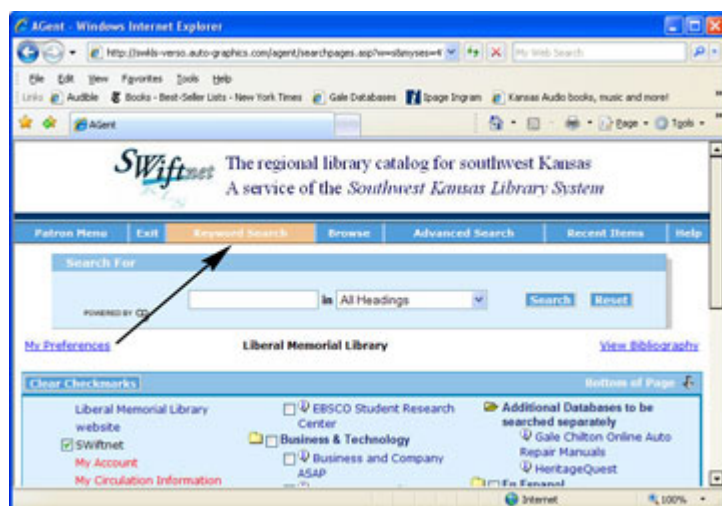 AGent - Windows Internet Explorer
http://swkls-verso.auto-graphics.com/agent/searchpages.asp?
My Web Search
File Edit View Favorites Tools Help
Links Audible Books - Best-Seller Lists - New York Times Gale Databases Ipage Ingram Kansas Audio books, music and more!
AGent Page Tools
SWiftnet The regional library catalog for southwest Kansas
A service of the Southwest Kansas Library System
Patron Menu Exit Keyword Search Browse Advanced Search Recent Items Help
Search For
in All Headings Search Reset
POWERED BY
My Preferences Liberal Memorial Library View Bibliography
Clear Checkmarks Bottom of Page
Liberal Memorial Library
website
SWiftnet
My Account
My Circulation Information
EBSCO Student Research
Center
Business & Technology
Business and Company
ASAP
Additional Databases to be
searched separately
Gale Chilton Online Auto
Repair Manuals
HeritageQuest
En Espanol
Internet 100%